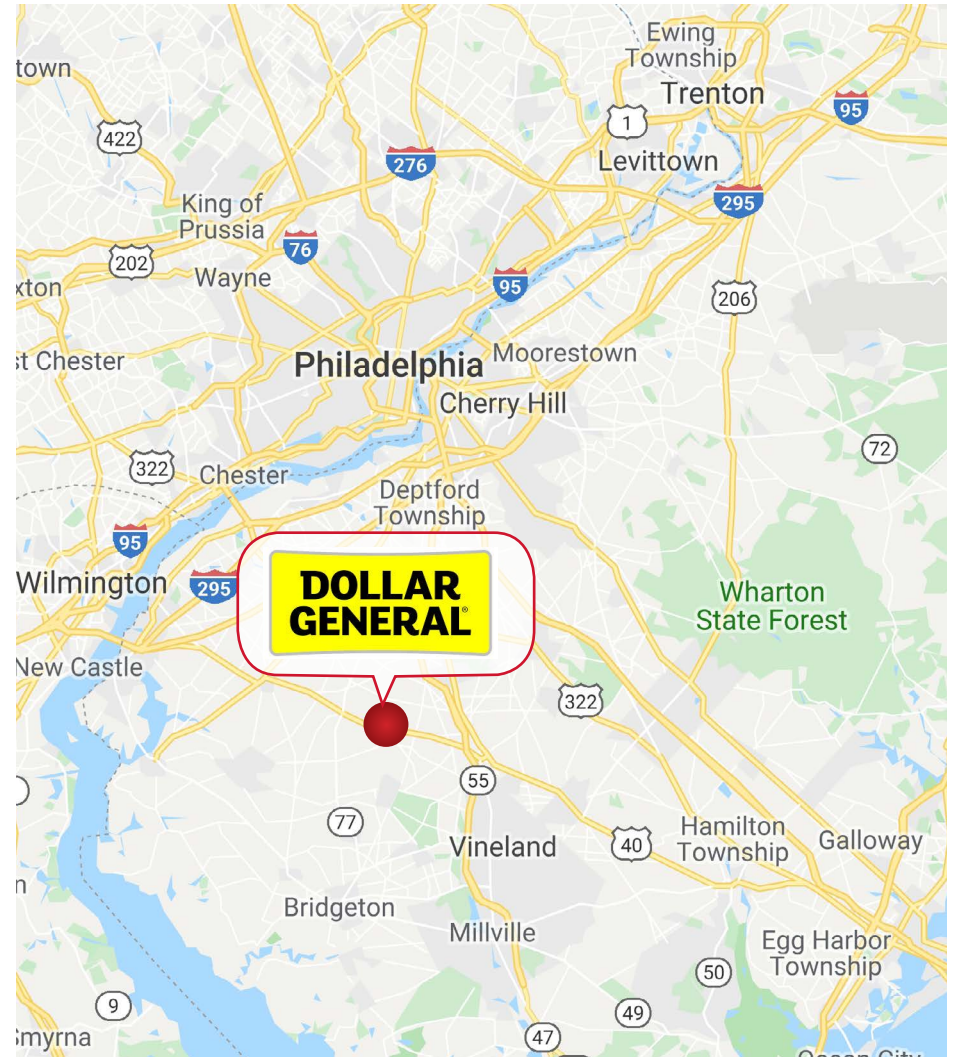 Ewing
Township
town
Trenton
95
1
422
Levittown
276
295
King of
Prussia
76
202
Wayne
xton
95
206
Moorestown
st Chester
Philadelphia
Cherry Hill
72
322
Chester
Deptford
Township
95
Wilmington
295
DOLLAR
GENERAL®
Wharton
State Forest
New Castle
322
55
77
Hamilton
Township
Vineland
40
Galloway
n
Bridgeton
Millville
Egg Harbor
Township
50
9
49
Smyrna
47
Ocean City